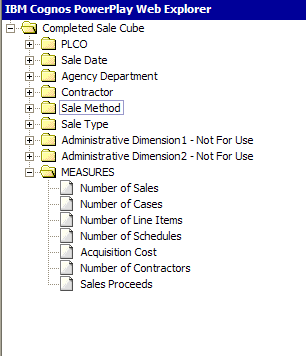 IBM Cognos PowerPlay Web Explorer
Completed Sale Cube
PLCO
Sale Date
Agency Department
Contractor
Sale Method
Sale Type
Administrative Dimension1 - Not For Use
Administrative Dimension2 - Not For Use
MEASURES
Number of Sales
Number of Cases
Number of Line Items
Number of Schedules
Acquisition Cost
Number of Contractors
Sales Proceeds